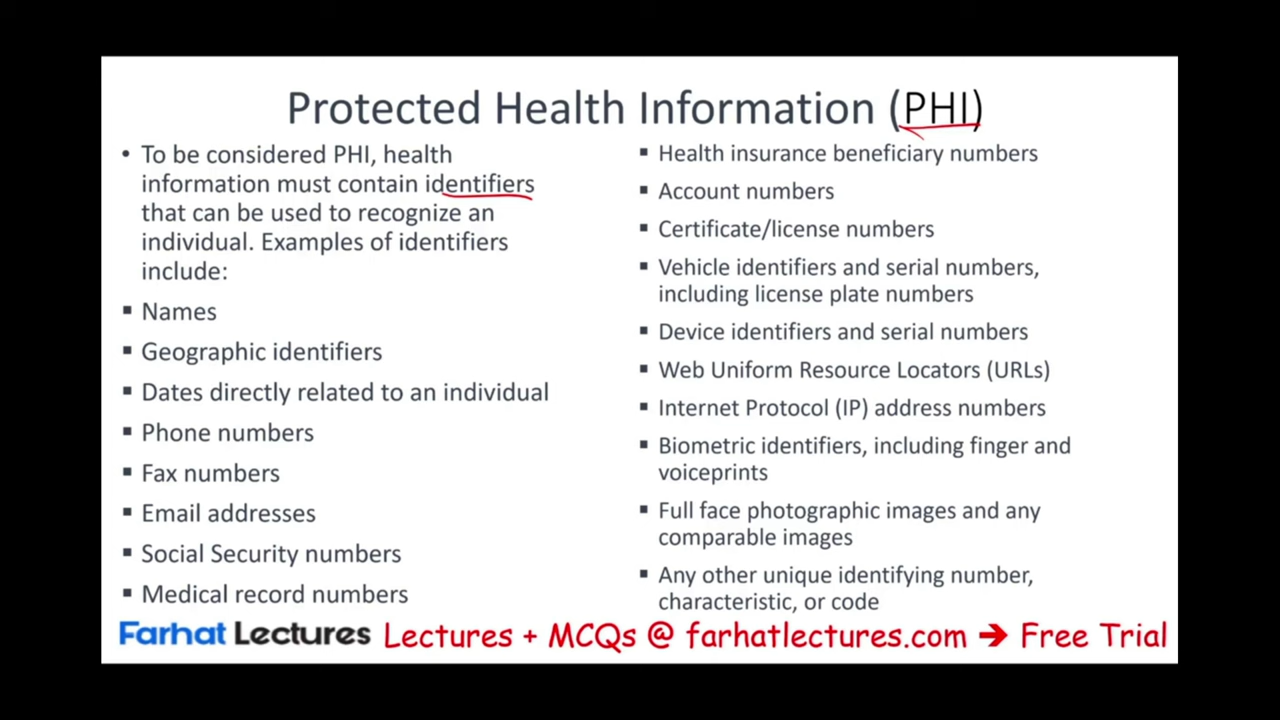 Protected Health Information (PHI)
• To be considered PHI, health
information must contain identifiers
that can be used to recognize an
individual. Examples of identifiers
include:
▪ Names
▪ Geographic identifiers
▪ Dates directly related to an individual
▪ Phone numbers
▪ Fax numbers
▪ Email addresses
▪ Social Security numbers
▪ Medical record numbers
▪ Health insurance beneficiary numbers
▪ Account numbers
▪ Certificate/license numbers
▪ Vehicle identifiers and serial numbers,
including license plate numbers
▪ Device identifiers and serial numbers
▪ Web Uniform Resource Locators (URLs)
▪ Internet Protocol (IP) address numbers
▪ Biometric identifiers, including finger and
voiceprints
▪ Full face photographic images and any
comparable images
▪ Any other unique identifying number,
characteristic, or code
Farhat Lectures Lectures + MCQs @ farhatlectures.com ➔ Free Trial